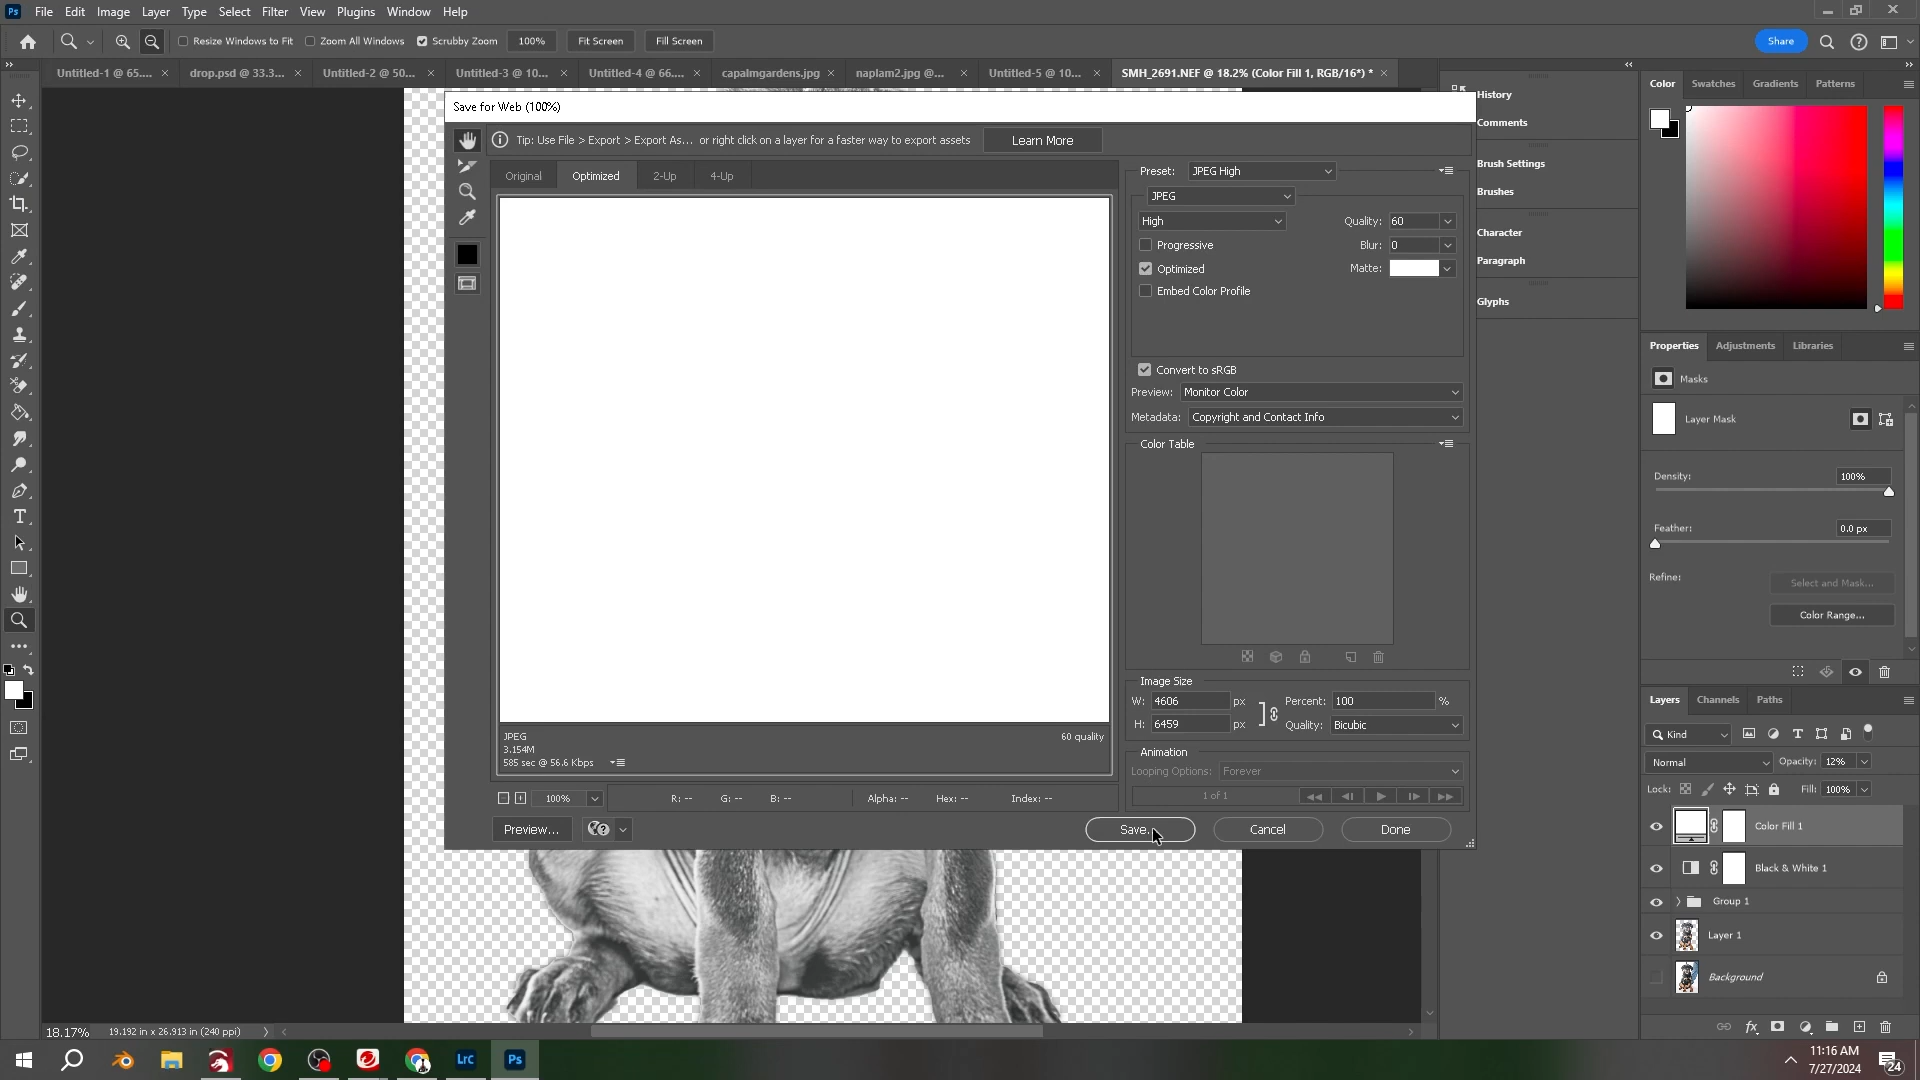 Ps File Edit Image Layer Type Select Filter View Plugins Window Help
Resize Windows to Fit Zoom All Windows Scrubby Zoom 100% Fit Screen Fill Screen Share
Untitled-1 @ 65.... × drop.psd @ 33.3... × Untitled-2 @ 50... × Untitled-3 @ 10... × Untitled-4 @ 66.... × capalmgardens.jpg × naplam2.jpg @... × Untitled-5 @ 10... × SMH_2691.NEF @ 18.2% (Color Fill 1, RGB/16*) * ×
Save for Web (100%)
Tip: Use File > Export > Export As... or right click on a layer for a faster way to export assets Learn More
Original Optimized 2-Up 4-Up
JPEG
60 quality
3.154M
585 sec @ 56.6 Kbps
100% R: -- G: -- B: -- Alpha: -- Hex: -- Index: --
Preview...
Preset: JPEG High
JPEG
High Quality: 60
Progressive Blur: 0
Optimized Matte:
Embed Color Profile
Convert to sRGB
Preview: Monitor Color
Metadata: Copyright and Contact Info
Color Table
Image Size
W: 4606 px Percent: 100 %
H: 6459 px Quality: Bicubic
Animation
Looping Options: Forever
1 of 1
Save. Cancel Done
History
Comments
Brush Settings
Brushes
Character
Paragraph
Glyphs
Color Swatches Gradients Patterns
Properties Adjustments Libraries
Masks
Layer Mask
Density: 100%
Feather: 0.0 px
Refine: Select and Mask...
Color Range...
Layers Channels Paths
Kind
Normal Opacity: 12%
Lock: Fill: 100%
Color Fill 1
Black & White 1
Group 1
Layer 1
Background
18.17% 19.192 in x 26.913 in (240 ppi)
Lrc Ps
11:16 AM
7/27/2024
24